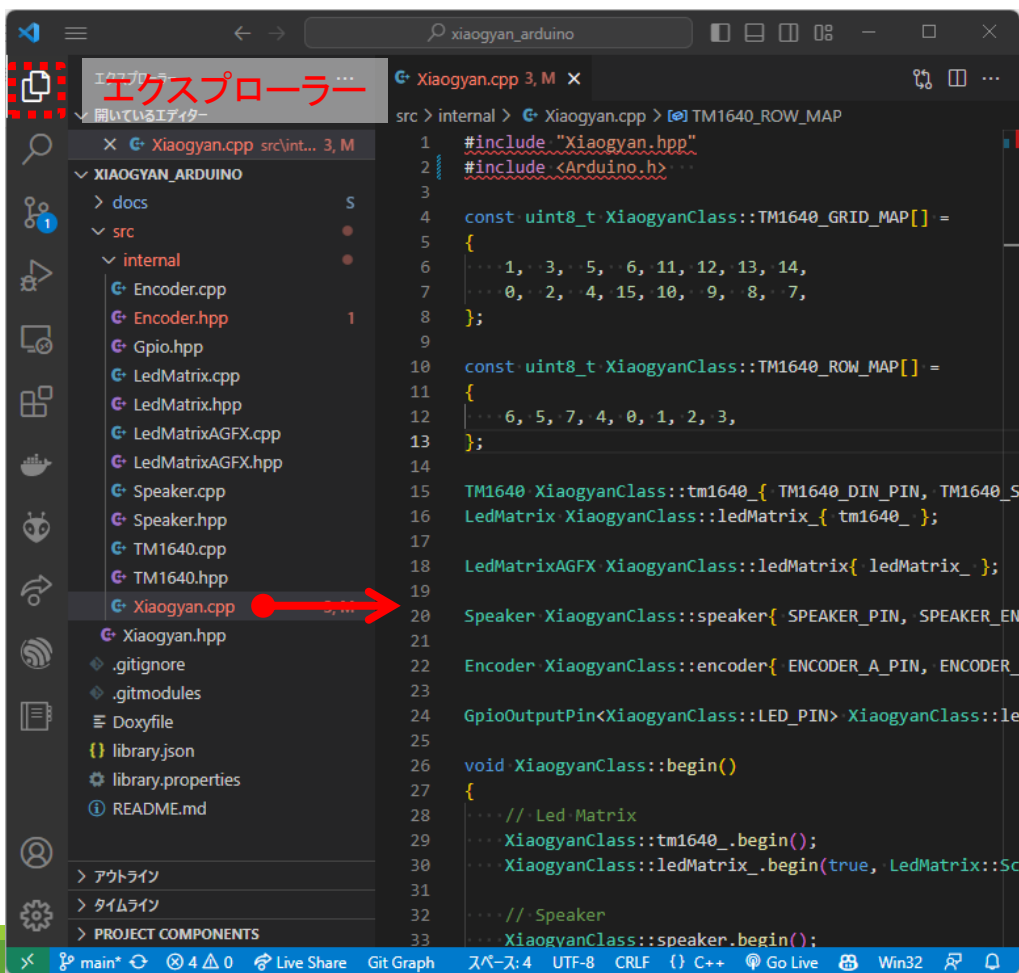 xiaogyan_arduino
エクスプローラー
エクスプローラー
開いているエディター
Xiaogyan.cpp src\int... 3, M
XIAOGYAN_ARDUINO
docs S
src
internal
Encoder.cpp
Encoder.hpp 1
Gpio.hpp
LedMatrix.cpp
LedMatrix.hpp
LedMatrixAGFX.cpp
LedMatrixAGFX.hpp
Speaker.cpp
Speaker.hpp
TM1640.cpp
TM1640.hpp
Xiaogyan.cpp 3, M
Xiaogyan.hpp
.gitignore
.gitmodules
Doxyfile
library.json
library.properties
README.md
アウトライン
タイムライン
PROJECT COMPONENTS
1
Xiaogyan.cpp 3, M
src > internal > Xiaogyan.cpp > TM1640_ROW_MAP
1 #include "Xiaogyan.hpp"
2 #include <Arduino.h>
3
4 const uint8_t XiaogyanClass::TM1640_GRID_MAP[] =
5 {
6 1, 3, 5, 6, 11, 12, 13, 14,
7 0, 2, 4, 15, 10, 9, 8, 7,
8 };
9
10 const uint8_t XiaogyanClass::TM1640_ROW_MAP[] =
11 {
12 6, 5, 7, 4, 0, 1, 2, 3,
13 };
14
15 TM1640 XiaogyanClass::tm1640_{ TM1640_DIN_PIN, TM1640_S
16 LedMatrix XiaogyanClass::ledMatrix_{ tm1640_ };
17
18 LedMatrixAGFX XiaogyanClass::ledMatrix{ ledMatrix_ };
19
20 Speaker XiaogyanClass::speaker{ SPEAKER_PIN, SPEAKER_EN
21
22 Encoder XiaogyanClass::encoder{ ENCODER_A_PIN, ENCODER_
23
24 GpioOutputPin<XiaogyanClass::LED_PIN> XiaogyanClass::le
25
26 void XiaogyanClass::begin()
27 {
28 // Led Matrix
29 XiaogyanClass::tm1640_.begin();
30 XiaogyanClass::ledMatrix_.begin(true, LedMatrix::Sc
31
32 // Speaker
33 XiaogyanClass::speaker.begin();
main* 4 0 Live Share Git Graph スペース: 4 UTF-8 CRLF {} C++ Go Live Win32